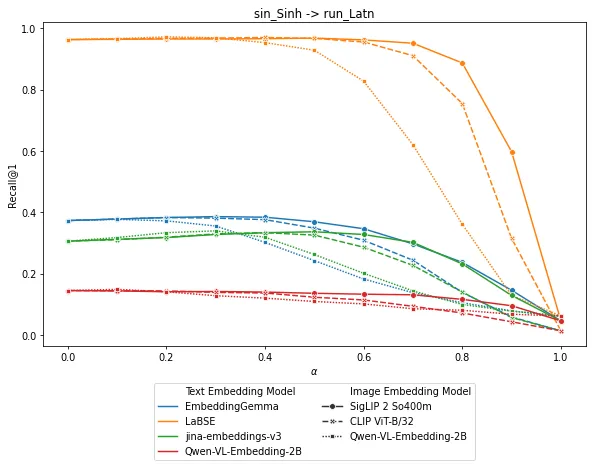 sin_Sinh -> run_Latn
1.0
0.8
0.6
0.4
0.2
0.0
Recall@1
0.0 0.2 0.4 0.6 0.8 1.0
α
Text Embedding Model
EmbeddingGemma
LaBSE
jina-embeddings-v3
Qwen-VL-Embedding-2B
Image Embedding Model
SigLIP 2 So400m
CLIP ViT-B/32
Qwen-VL-Embedding-2B